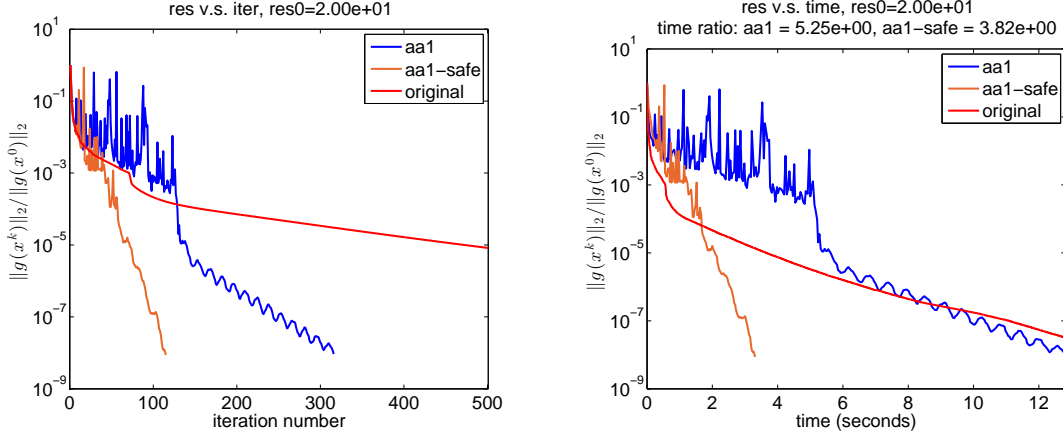 res v.s. iter, res0=2.00e+01
10^1
10^-1
10^-3
10^-5
10^-7
10^-9
||g(x^k)||_2/||g(x^0)||_2
aa1
aa1-safe
original
0 100 200 300 400 500
iteration number
res v.s. time, res0=2.00e+01
time ratio: aa1 = 5.25e+00, aa1-safe = 3.82e+00
10^1
10^-1
10^-3
10^-5
10^-7
10^-9
||g(x^k)||_2/||g(x^0)||_2
aa1
aa1-safe
original
0 2 4 6 8 10 12
time (seconds)